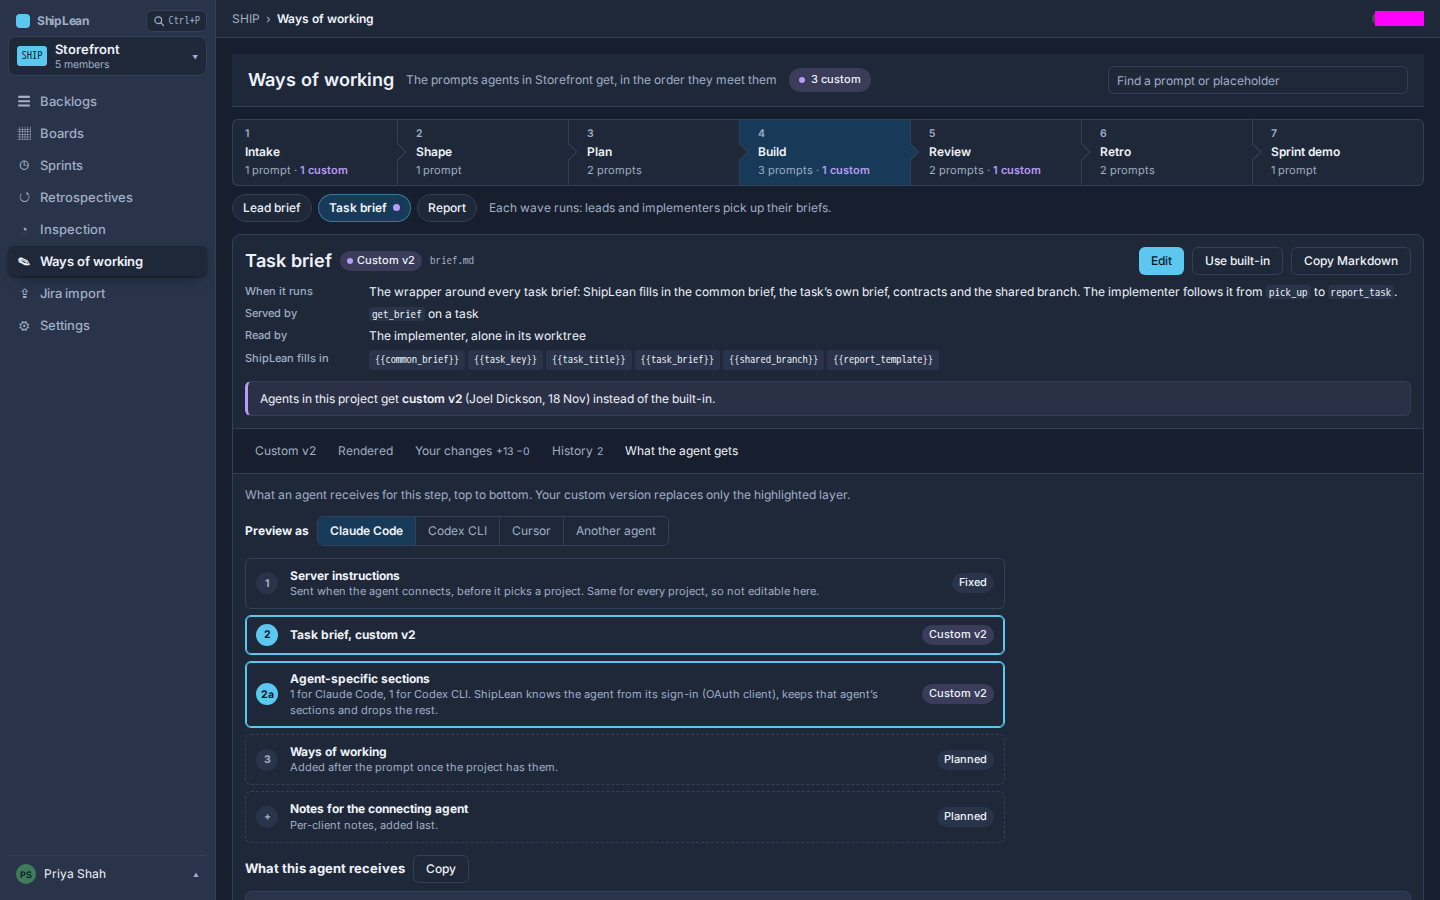 ShipLean
Ctrl+P
SHIP
Storefront
5 members
Backlogs
Boards
Sprints
Retrospectives
Inspection
Ways of working
Jira import
Settings
PS
Priya Shah
SHIP › Ways of working
Ways of working
The prompts agents in Storefront get, in the order they meet them
3 custom
Find a prompt or placeholder
1
Intake
1 prompt · 1 custom
2
Shape
1 prompt
3
Plan
2 prompts
4
Build
3 prompts · 1 custom
5
Review
2 prompts · 1 custom
6
Retro
2 prompts
7
Sprint demo
1 prompt
Lead brief
Task brief
Report
Each wave runs: leads and implementers pick up their briefs.
Task brief
Custom v2
brief.md
Edit
Use built-in
Copy Markdown
When it runs
The wrapper around every task brief: ShipLean fills in the common brief, the task's own brief, contracts and the shared branch. The implementer follows it from pick_up to report_task.
Served by
get_brief on a task
Read by
The implementer, alone in its worktree
ShipLean fills in
{{common_brief}} {{task_key}} {{task_title}} {{task_brief}} {{shared_branch}} {{report_template}}
Agents in this project get custom v2 (Joel Dickson, 18 Nov) instead of the built-in.
Custom v2
Rendered
Your changes +13 −0
History 2
What the agent gets
What an agent receives for this step, top to bottom. Your custom version replaces only the highlighted layer.
Preview as
Claude Code
Codex CLI
Cursor
Another agent
1
Server instructions
Sent when the agent connects, before it picks a project. Same for every project, so not editable here.
Fixed
2
Task brief, custom v2
Custom v2
2a
Agent-specific sections
1 for Claude Code, 1 for Codex CLI. ShipLean knows the agent from its sign-in (OAuth client), keeps that agent's
sections and drops the rest.
Custom v2
3
Ways of working
Added after the prompt once the project has them.
Planned
+
Notes for the connecting agent
Per-client notes, added last.
Planned
What this agent receives
Copy